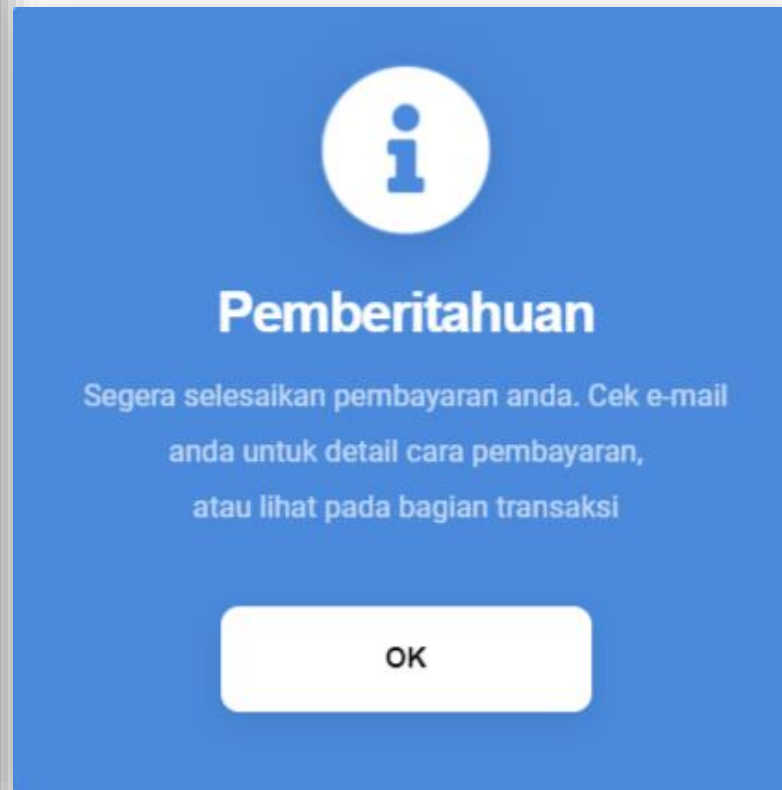 Pemberitahuan
Segera selesaikan pembayaran anda. Cek e-mail
anda untuk detail cara pembayaran,
atau lihat pada bagian transaksi
OK